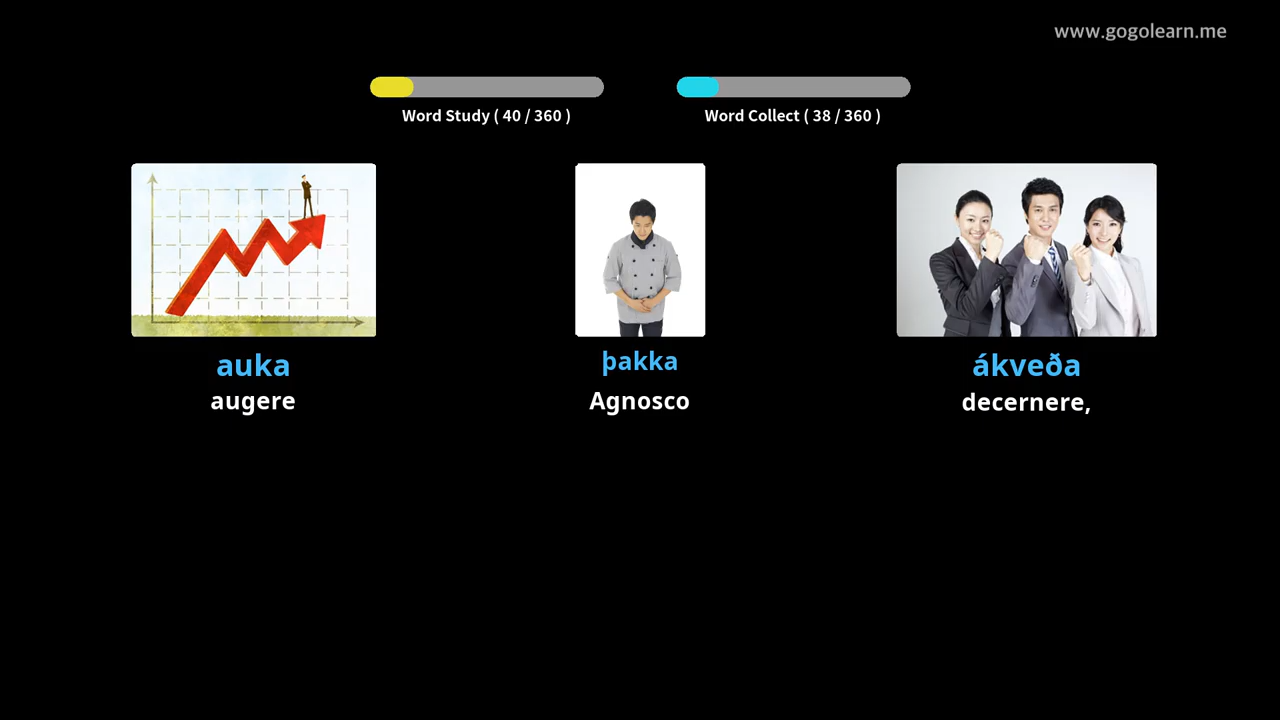 www.gogolearn.me
Word Study ( 40 / 360 )
Word Collect ( 38 / 360 )
auka
augere
þakka
Agnosco
ákveða
decernere,